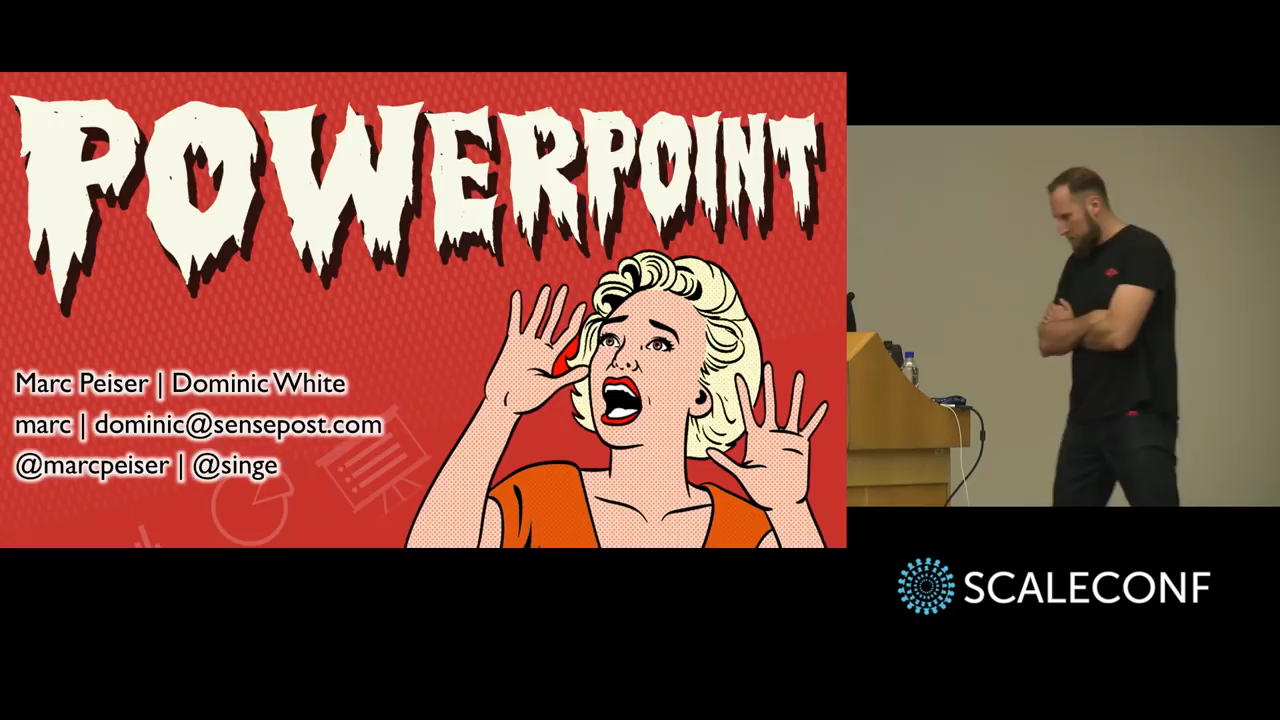 POWERPOINT
Marc Peiser | Dominic White
marc | dominic@sensepost.com
@marcpeiser | @singe
SCALECONF